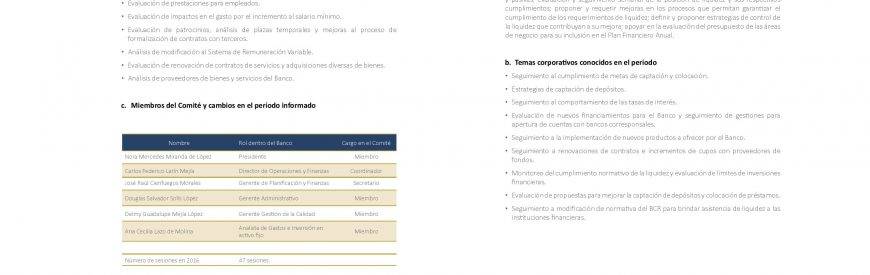 • Evaluación de prestaciones para empleados.
• Evaluación de impactos en el gasto por el incremento al salario mínimo.
• Evaluación de patrocinios, análisis de plazas temporales y mejoras al proceso de
formalización de contratos con terceros.
• Análisis de modificación al Sistema de Remuneración Variable.
• Evaluación de renovación de contratos de servicios y adquisiciones diversas de bienes.
• Análisis de proveedores de bienes y servicios del Banco.
c. Miembros del Comité y cambios en el periodo informado
Nombre Rol dentro del Banco Cargo en el Comité
Nora Mercedes Miranda de López Presidente Miembro
Carlos Federico Larín Mejía Director de Operaciones y Finanzas Coordinador
José Raúl Cienfuegos Morales Gerente de Planificación y Finanzas Secretario
Douglas Salvador Solís López Gerente Administrativo Miembro
Delmy Guadalupe Mejía López Gerente Gestión de la Calidad Miembro
Ana Cecilia Lazo de Molina Analista de Gastos e Inversión en
activo fijo Miembro
Número de sesiones en 2016 47 sesiones
cumplimientos; proponer y requerir mejoras en los procesos que permita garantizar el
cumplimiento de los requerimientos de liquidez; definir y proponer estrategias de control de
la liquidez que contribuyan a su mejora; apoyar en la evaluación del presupuesto de las áreas
de negocio para su inclusión en el Plan Financiero Anual.
b. Temas corporativos conocidos en el periodo
• Seguimiento al cumplimiento de metas de captación y colocación.
• Estrategias de captación de depósitos.
• Seguimiento al comportamiento de las tasas de interés.
• Evaluación de nuevos financiamientos para el Banco y seguimiento de gestiones para
apertura de cuentas con bancos corresponsales.
• Seguimiento a la implementación de nuevos productos a ofrecer por el Banco.
• Seguimiento a renovaciones de contratos e incrementos de cupos con proveedores de
fondos.
• Monitoreo del cumplimiento normativo de la liquidez y evaluación de límites de inversiones
financieras.
• Evaluación de propuestas para mejorar la captación de depósitos y colocación de préstamos.
• Seguimiento a modificación de normativa del BCR para brindar asistencia de liquidez a las
instituciones financieras.